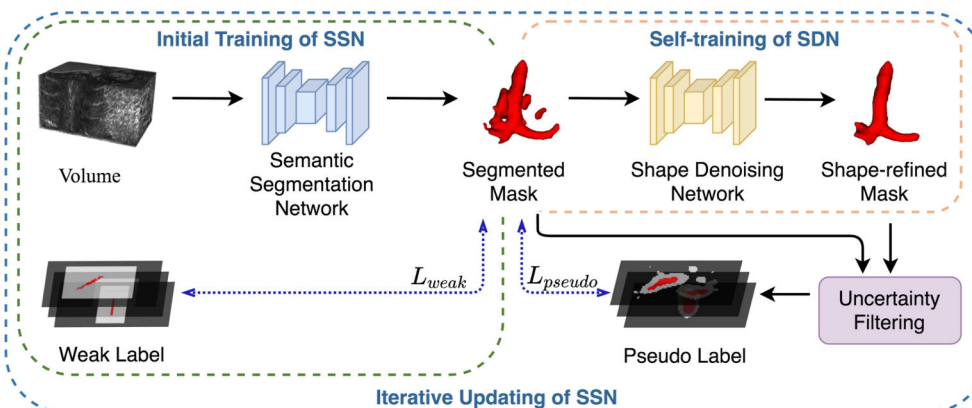 Initial Training of SSN
Self-training of SDN
Volume
Semantic
Segmentation
Network
Segmented
Mask
Shape Denoising
Network
Shape-refined
Mask
L_weak
L_pseudo
Weak Label
Pseudo Label
Uncertainty
Filtering
Iterative Updating of SSN